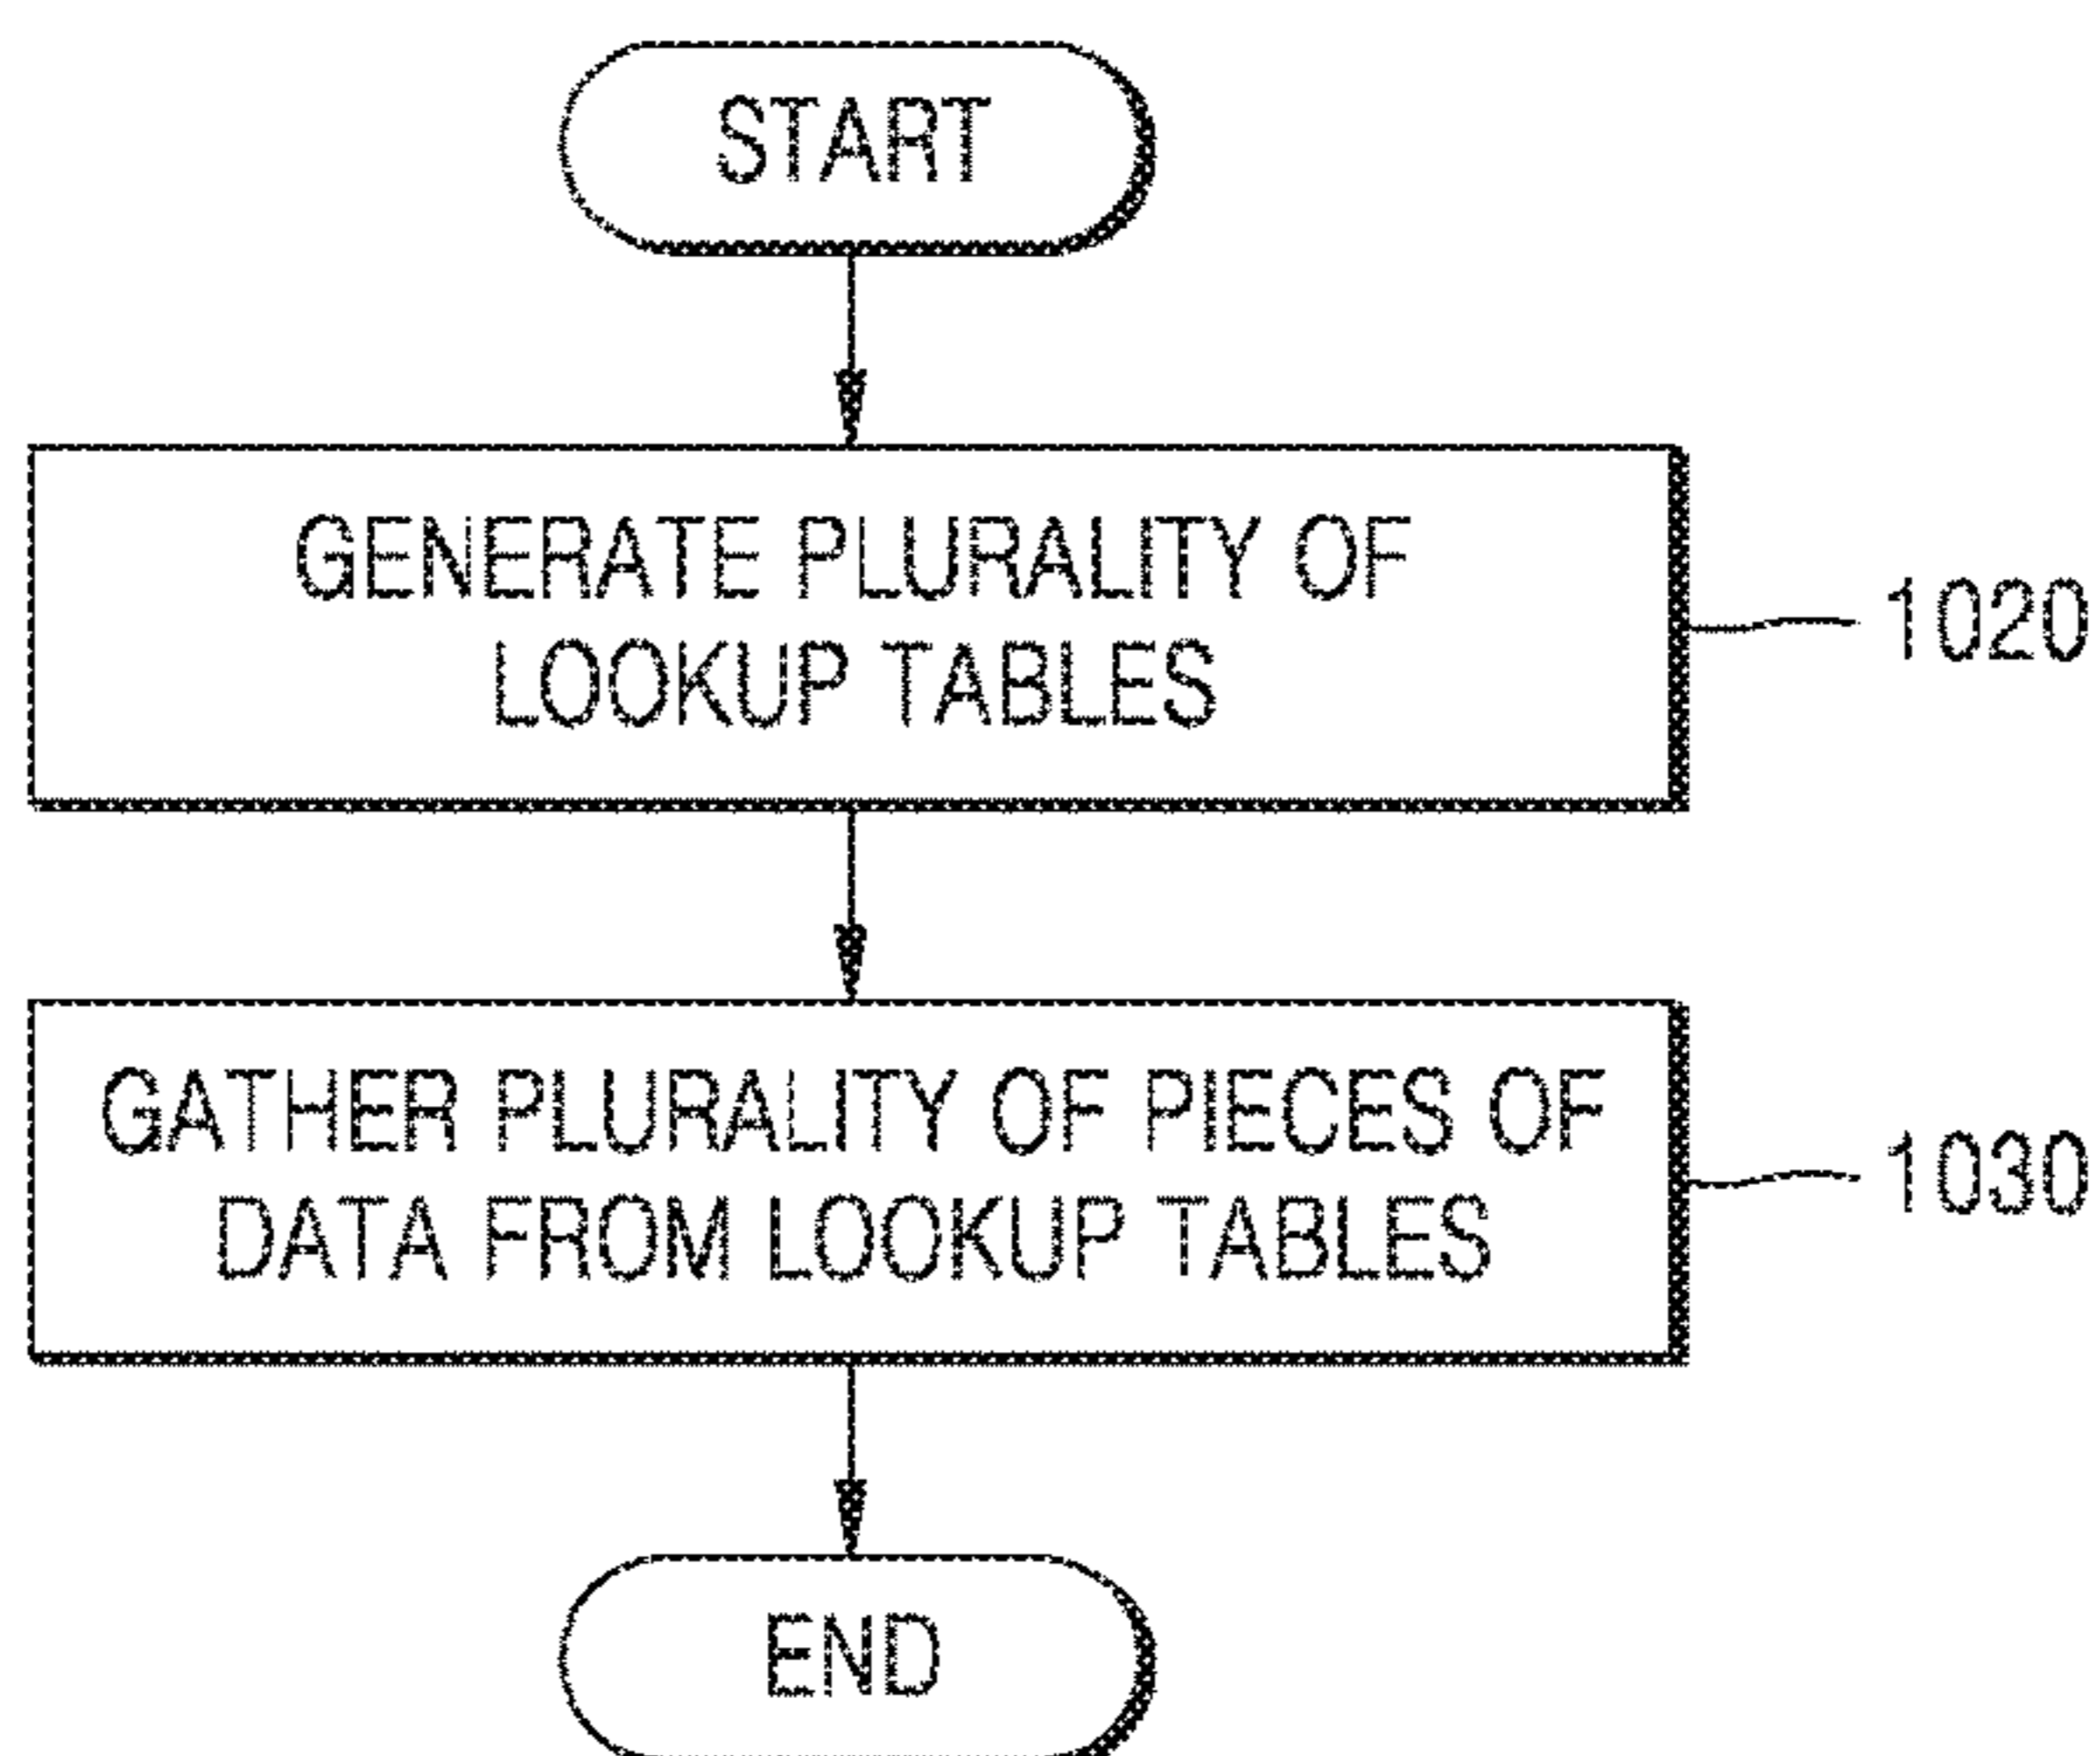 START
GENERATE PLURALITY OF
LOOKUP TABLES
1020
GATHER PLURALITY OF PIECES OF
DATA FROM LOOKUP TABLES
1030
END